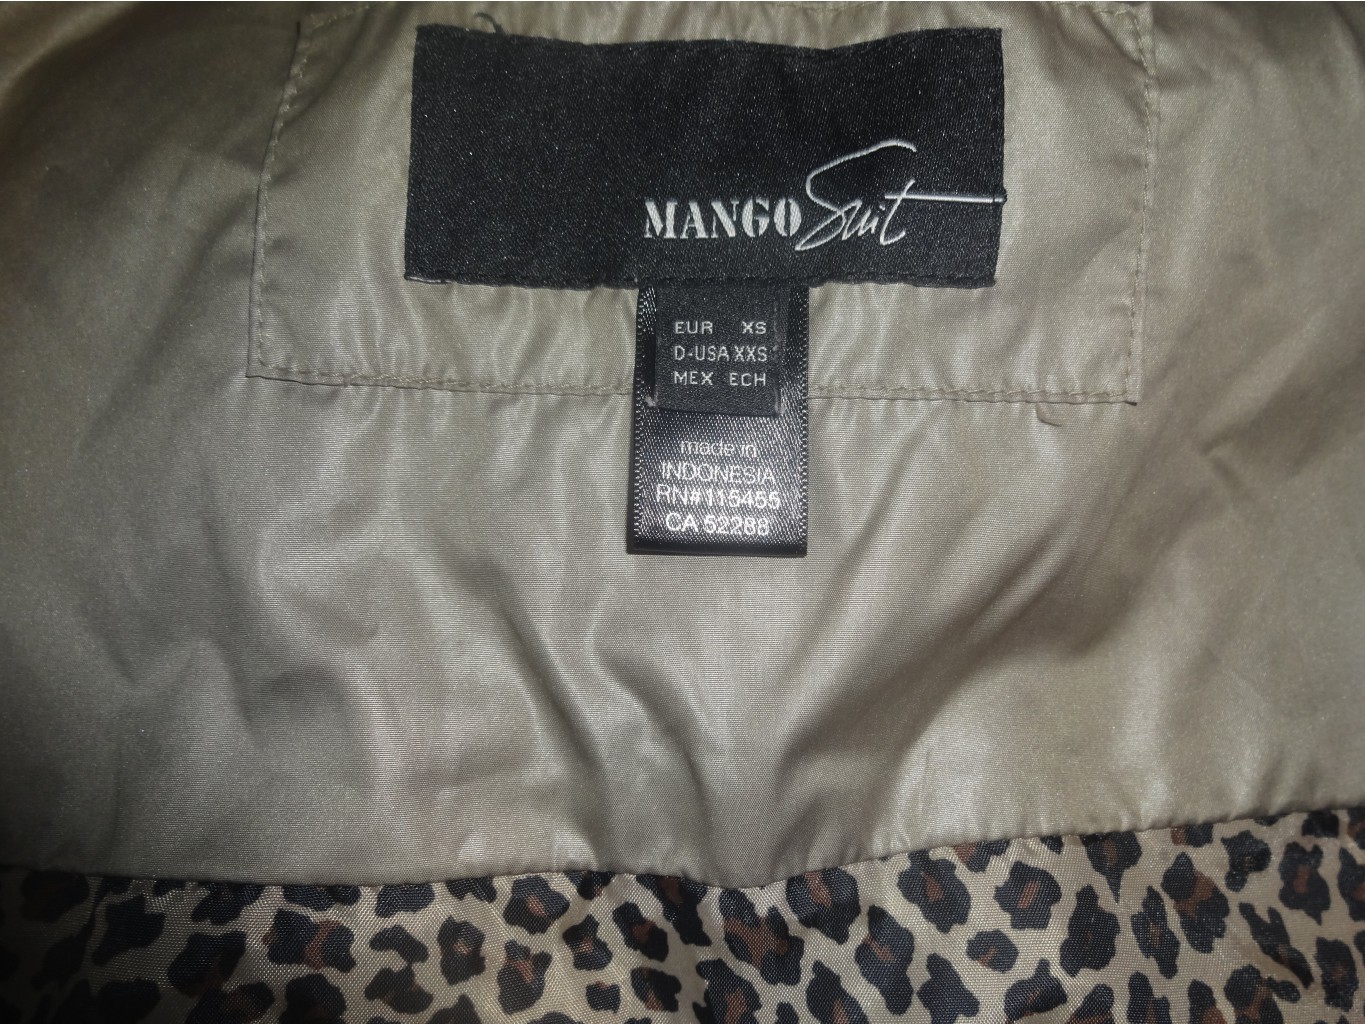 MANGO Suit
EUR XS
D-USA XXS
MEX ECH
made in
INDONESIA
RN# 115455
CA 52288